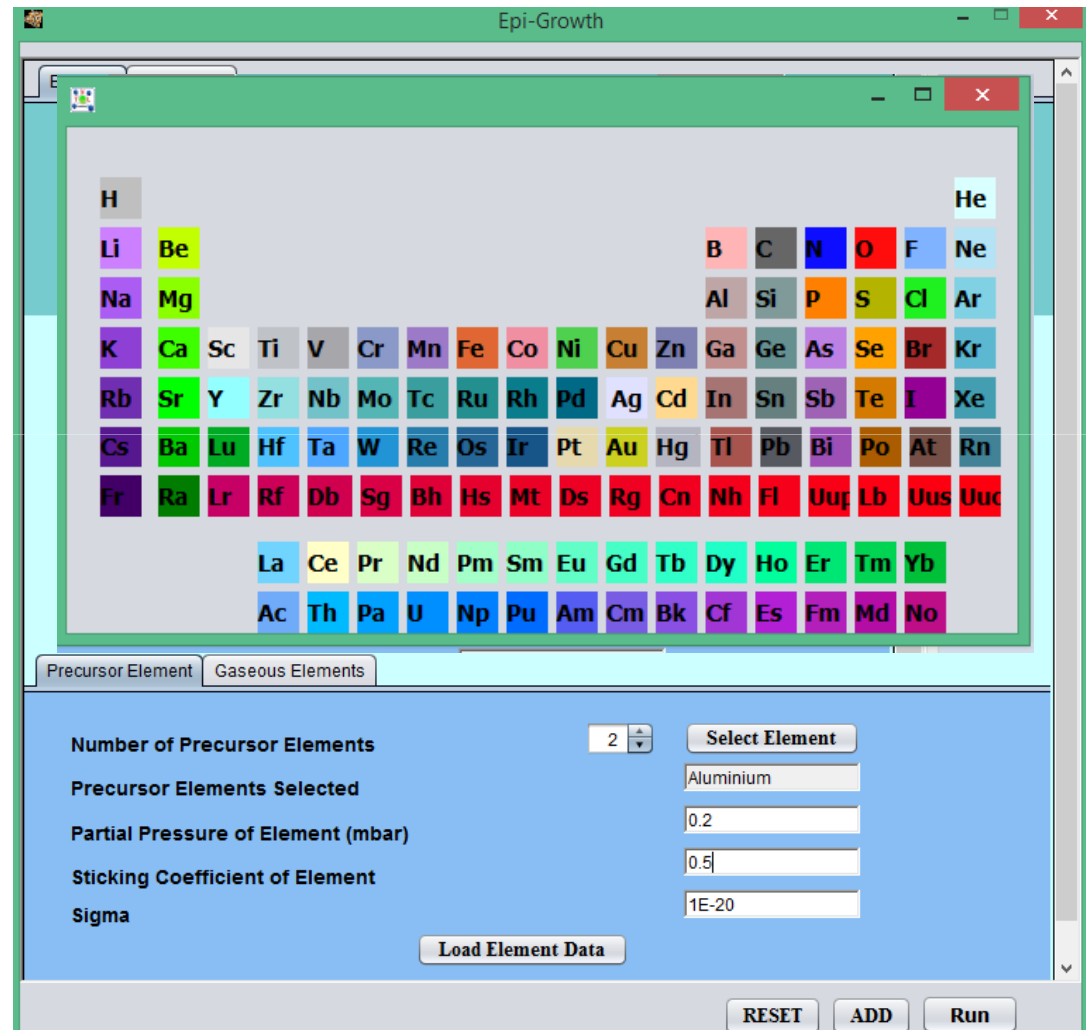 Epi-Growth
H He
Li Be B C N O F Ne
Na Mg Al Si P S Cl Ar
K Ca Sc Ti V Cr Mn Fe Co Ni Cu Zn Ga Ge As Se Br Kr
Rb Sr Y Zr Nb Mo Tc Ru Rh Pd Ag Cd In Sn Sb Te I Xe
Cs Ba Lu Hf Ta W Re Os Ir Pt Au Hg Tl Pb Bi Po At Rn
Fr Ra Lr Rf Db Sg Bh Hs Mt Ds Rg Cn Nh Fl Uup Lb Uus Uuo
La Ce Pr Nd Pm Sm Eu Gd Tb Dy Ho Er Tm Yb
Ac Th Pa U Np Pu Am Cm Bk Cf Es Fm Md No
Precursor Element Gaseous Elements
Number of Precursor Elements 2 Select Element
Precursor Elements Selected Aluminium
Partial Pressure of Element (mbar) 0.2
Sticking Coefficient of Element 0.5
Sigma 1E-20
Load Element Data
RESET ADD Run